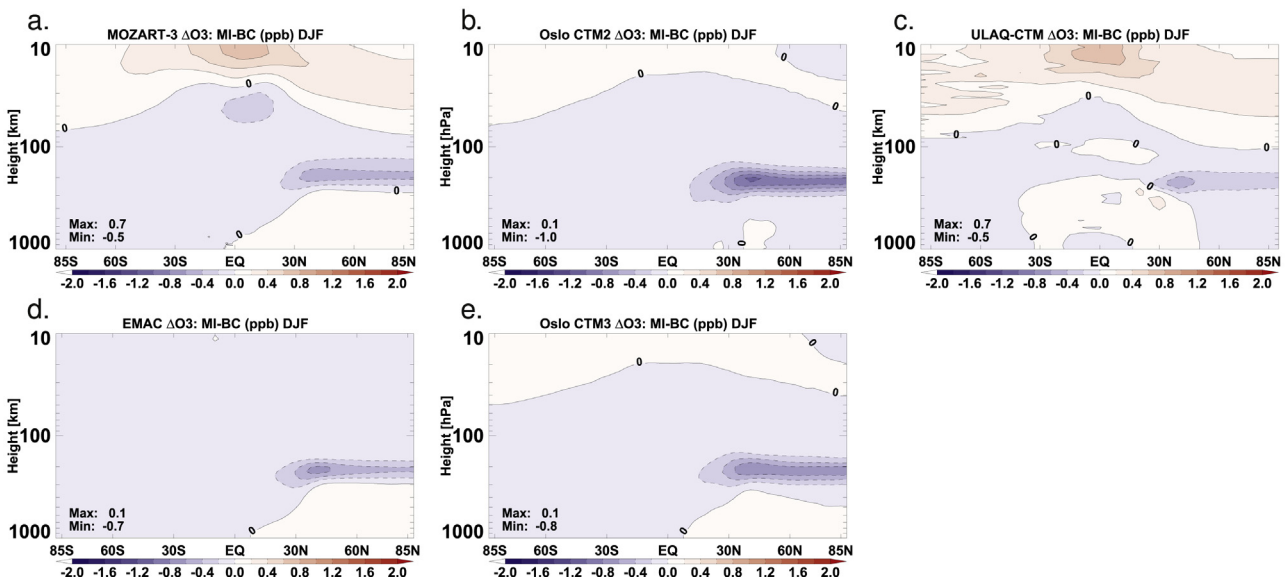 a.
MOZART-3 ΔO3: MI-BC (ppb) DJF
10
100
1000
Height [km]
0
0
0
0
Max: 0.7
Min: -0.5
85S 60S 30S EQ 30N 60N 85N
-2.0 -1.6 -1.2 -0.8 -0.4 0.0 0.4 0.8 1.2 1.6 2.0
b.
Oslo CTM2 ΔO3: MI-BC (ppb) DJF
10
100
1000
Height [hPa]
0
0
0
0
Max: 0.1
Min: -1.0
85S 60S 30S EQ 30N 60N 85N
-2.0 -1.6 -1.2 -0.8 -0.4 0.0 0.4 0.8 1.2 1.6 2.0
c.
ULAQ-CTM ΔO3: MI-BC (ppb) DJF
10
100
1000
Height [km]
0
0
0
0
0
0
0
0
Max: 0.7
Min: -0.5
85S 60S 30S EQ 30N 60N 85N
-2.0 -1.6 -1.2 -0.8 -0.4 0.0 0.4 0.8 1.2 1.6 2.0
d.
EMAC ΔO3: MI-BC (ppb) DJF
10
100
1000
Height [km]
0
Max: 0.1
Min: -0.7
85S 60S 30S EQ 30N 60N 85N
-2.0 -1.6 -1.2 -0.8 -0.4 0.0 0.4 0.8 1.2 1.6 2.0
e.
Oslo CTM3 ΔO3: MI-BC (ppb) DJF
10
100
1000
Height [hPa]
0
0
0
0
Max: 0.1
Min: -0.8
85S 60S 30S EQ 30N 60N 85N
-2.0 -1.6 -1.2 -0.8 -0.4 0.0 0.4 0.8 1.2 1.6 2.0